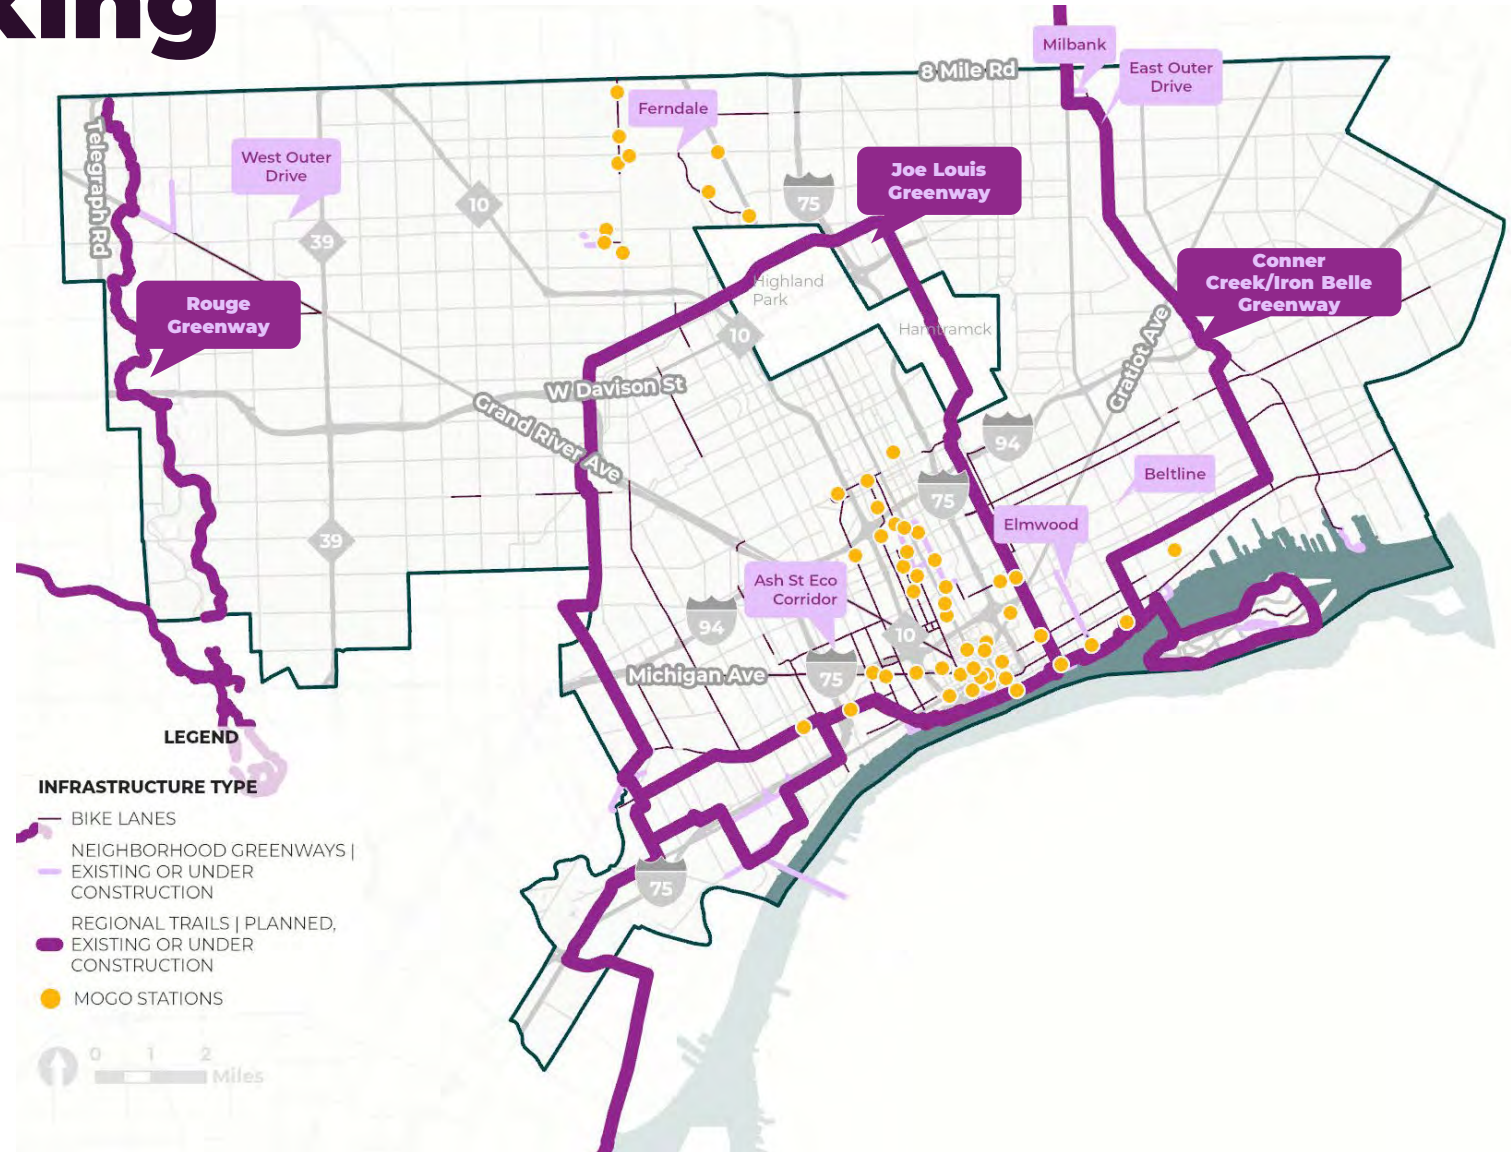 king
Milbank
8 Mile Rd
East Outer
Drive
Ferndale
Telegraph Rd
West Outer
Drive
Joe Louis
Greenway
10
75
39
Conner
Creek/Iron Belle
Greenway
Highland
Park
Rouge
Greenway
Hamtramck
10
Gratiot Ave
W Davison St
Grand River Ave
94
Beltline
75
Elmwood
39
Ash St Eco
Corridor
94
10
Michigan Ave
75
75
LEGEND
INFRASTRUCTURE TYPE
BIKE LANES
NEIGHBORHOOD GREENWAYS |
EXISTING OR UNDER
CONSTRUCTION
REGIONAL TRAILS | PLANNED,
EXISTING OR UNDER
CONSTRUCTION
MOGO STATIONS
0 1 2
Miles